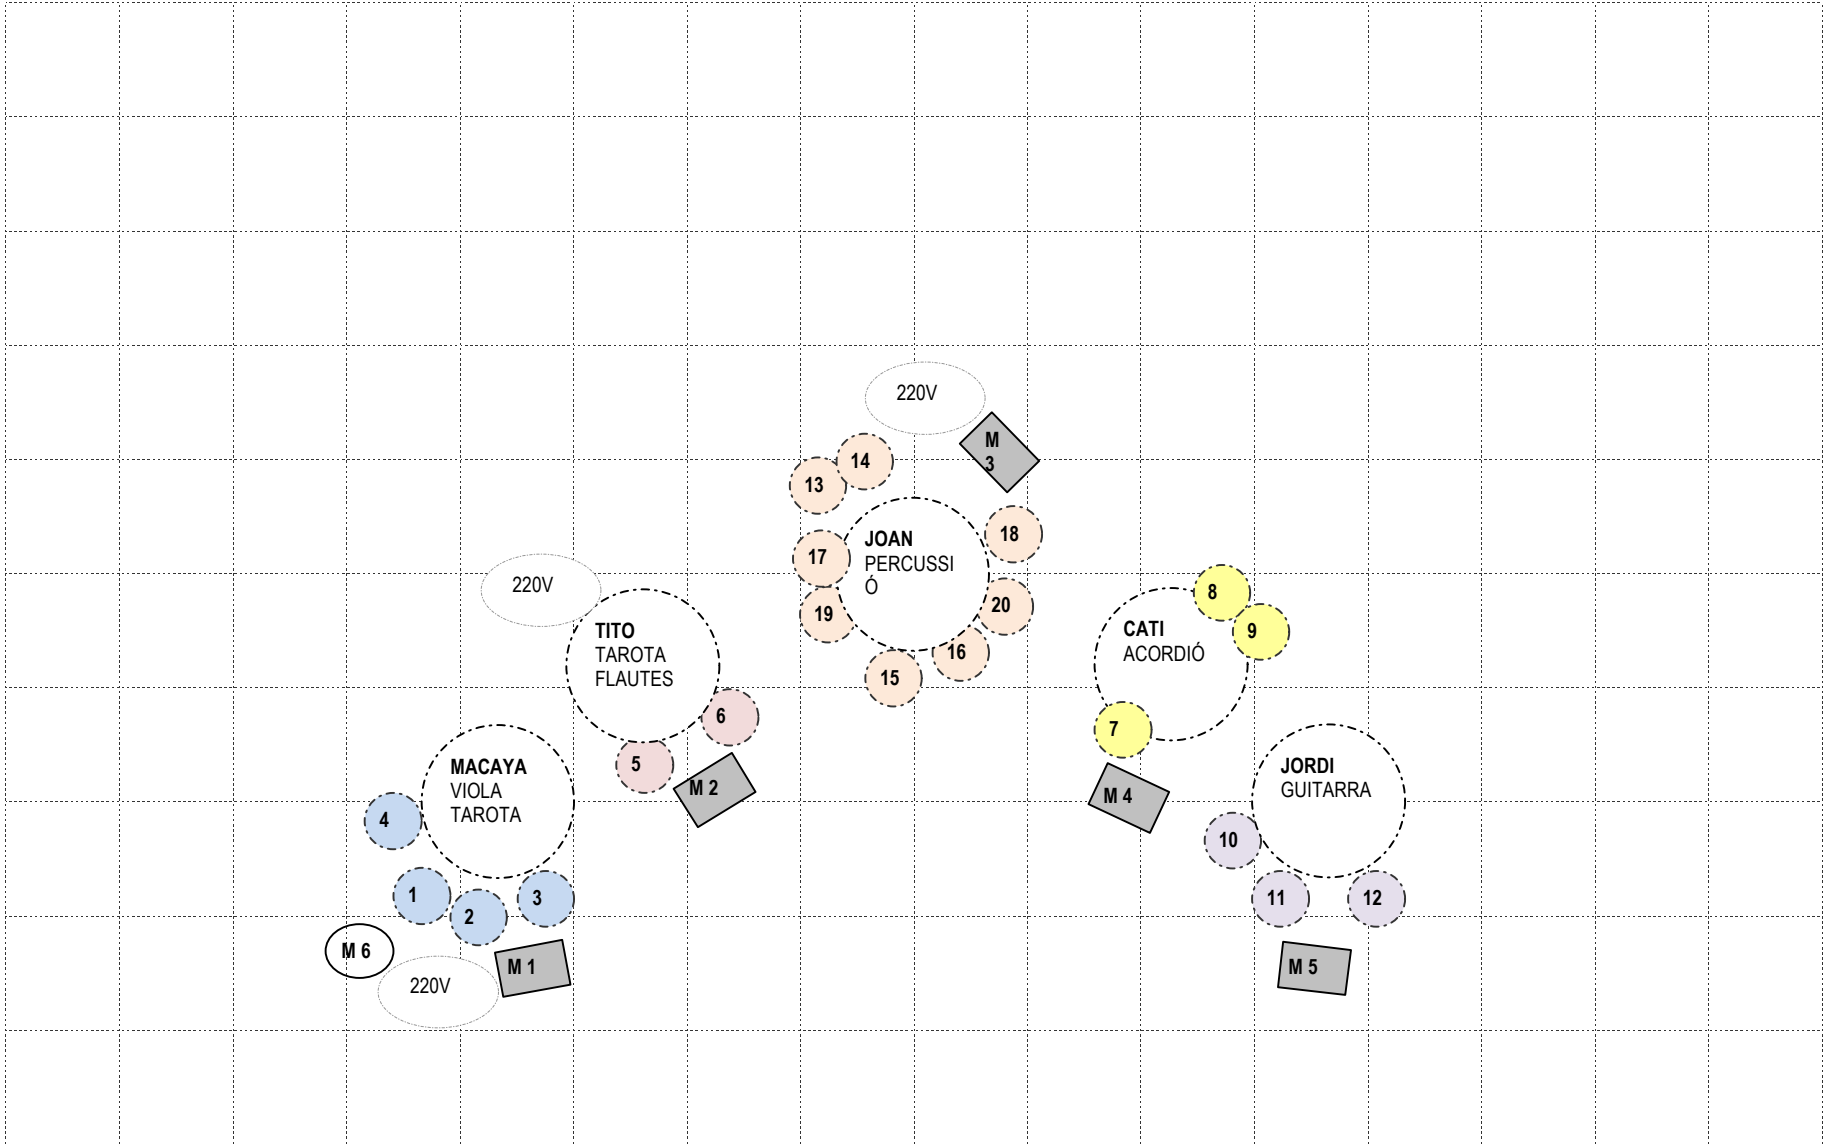 220V
M
3
14
13
18
JOAN
PERCUSSI
Ó
17
220V
8
20
19
TITO
TAROTA
FLAUTES
CATI
ACORDIÓ
9
16
15
6
7
5
MACAYA
VIOLA
TAROTA
JORDI
GUITARRA
M 2
M 4
4
10
1
2
3
11
12
M 6
M 1
M 5
220V